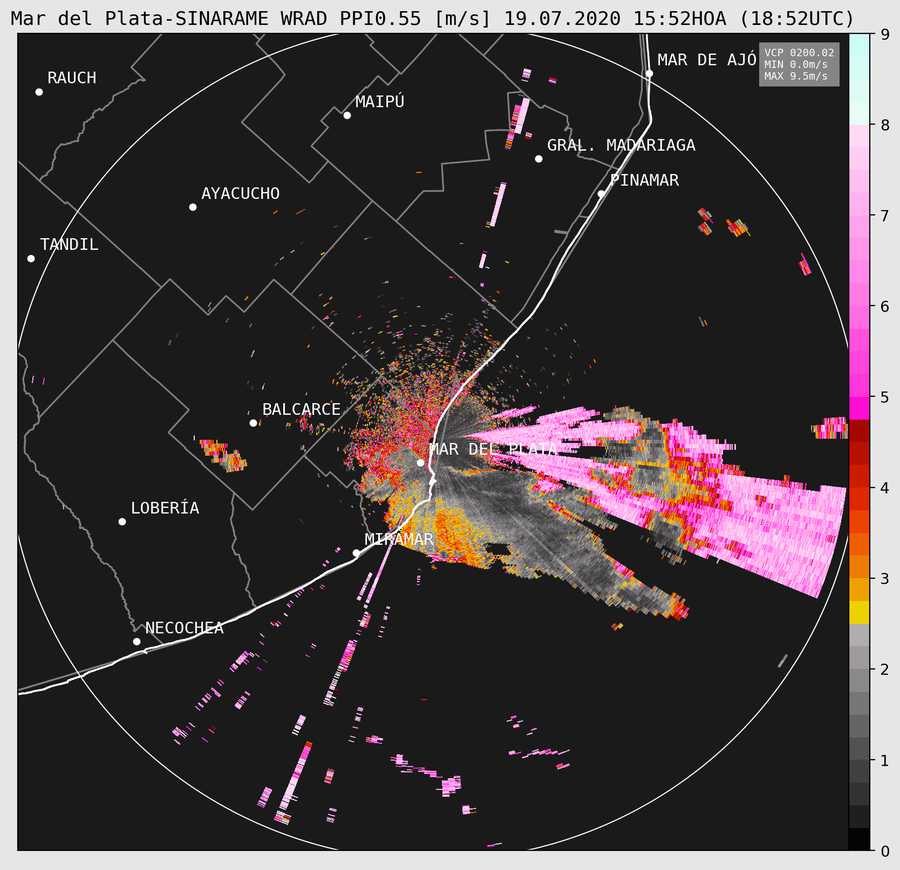 Mar del Plata-SINARAME WRAD PPI0.55 [m/s] 19.07.2020 15:52HOA (18:52UTC)
VCP 0200.02
MIN 0.0m/s
MAX 9.5m/s
MAR DE AJÓ
RAUCH
MAIPÚ
GRAL. MADARIAGA
PINAMAR
AYACUCHO
TANDIL
BALCARCE
MAR DEL PLATA
LOBERÍA
MIRAMAR
NECOCHEA
9
8
7
6
5
4
3
2
1
0